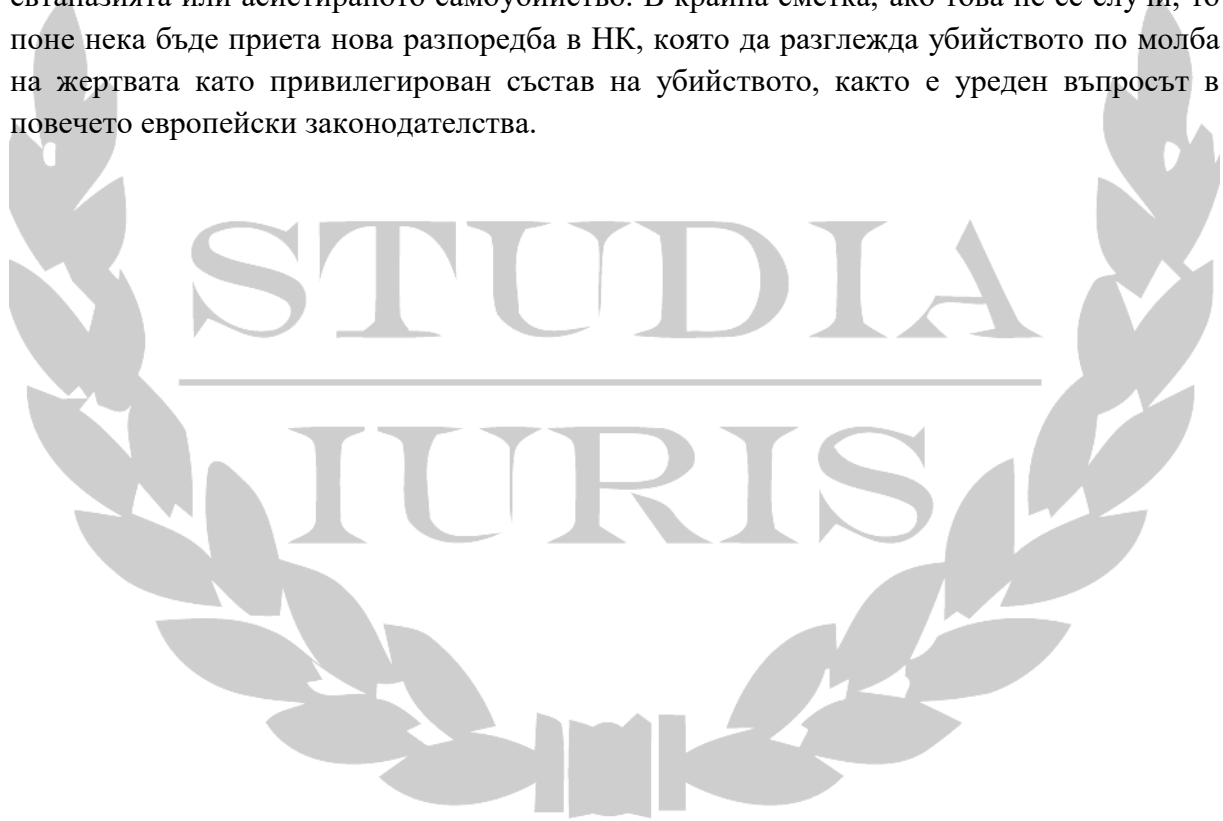 евтаназията или асистираното самоубийство. В крайна сметка, ако това не се случи, то
поне нека бъде приета нова разпоредба в НК, която да разглежда убийството по молба
на жертвата като привилегирован състав на убийството, както е уреден въпросът в
повечето европейски законодателства.
STUDIA
IURIS